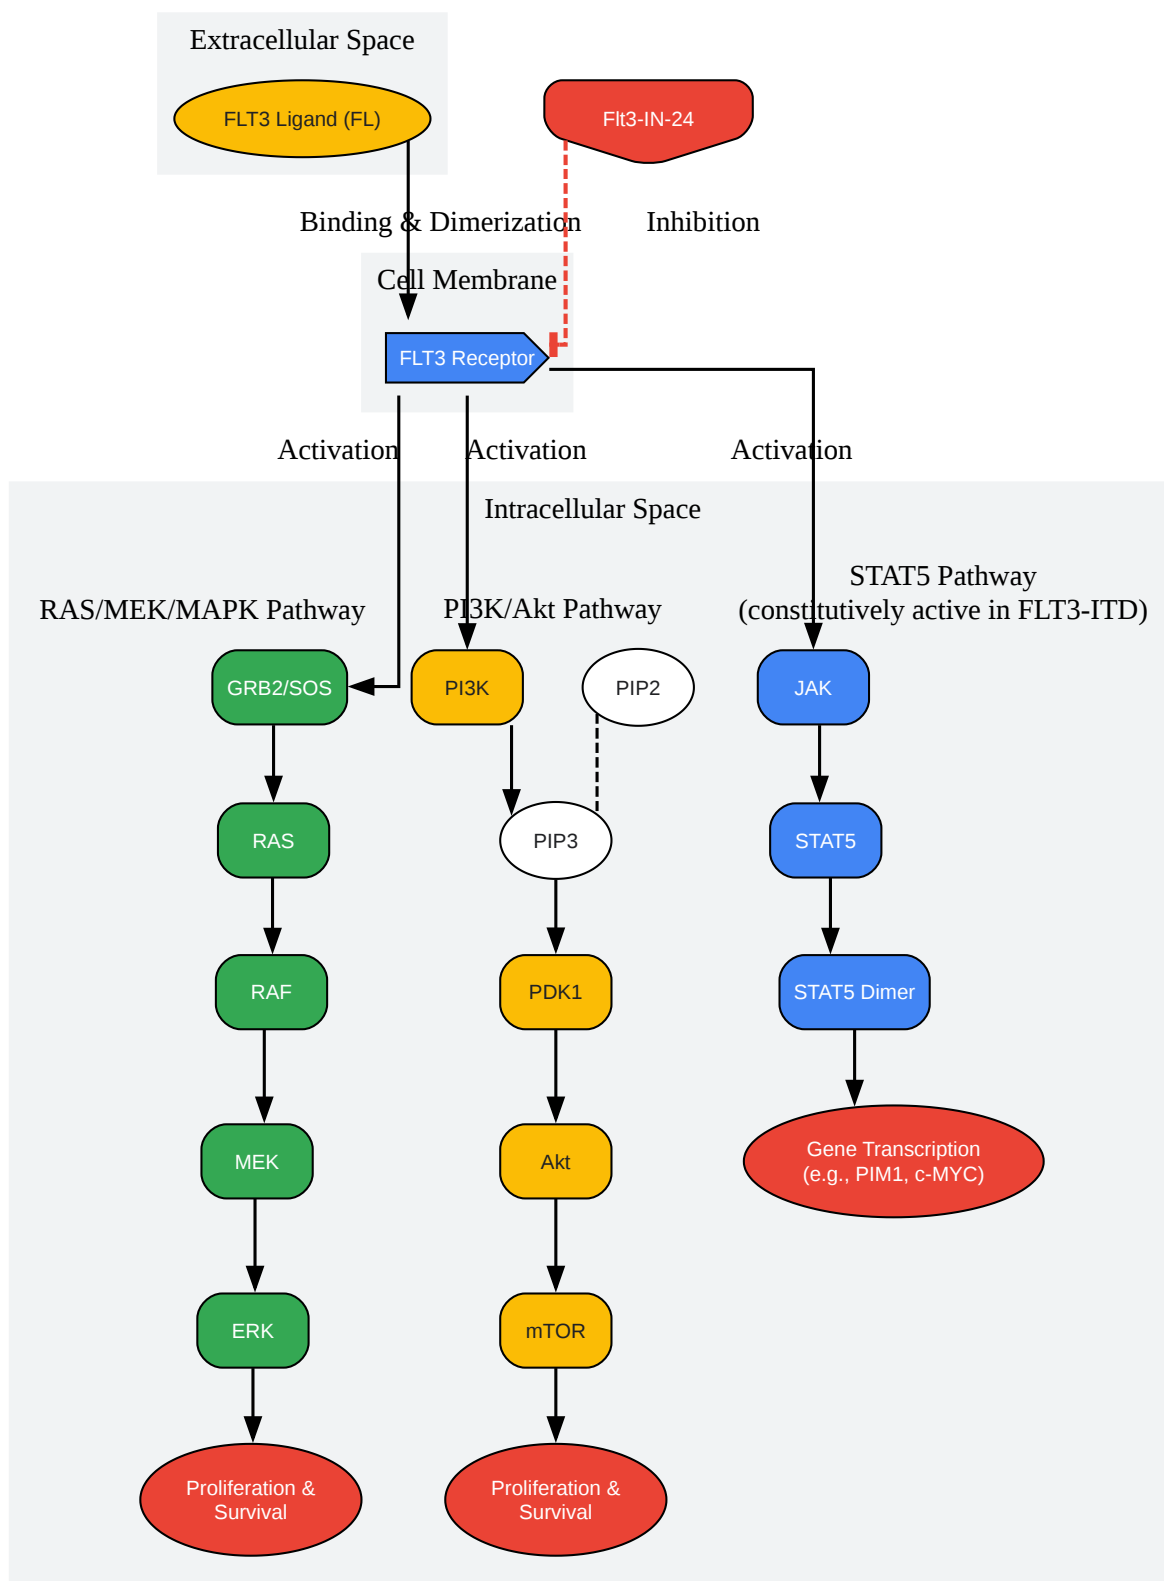 Extracellular Space
FLT3 Ligand (FL)
Flt3-IN-24
Binding & Dimerization
Inhibition
Cell Membrane
FLT3 Receptor
Activation
Activation
Activation
Intracellular Space
RAS/MEK/MAPK Pathway
PI3K/Akt Pathway
STAT5 Pathway
(constitutively active in FLT3-ITD)
GRB2/SOS
PI3K
PIP2
JAK
RAS
PIP3
STAT5
RAF
PDK1
STAT5 Dimer
MEK
Akt
Gene Transcription
(e.g., PIM1, c-MYC)
ERK
mTOR
Proliferation &
Survival
Proliferation &
Survival